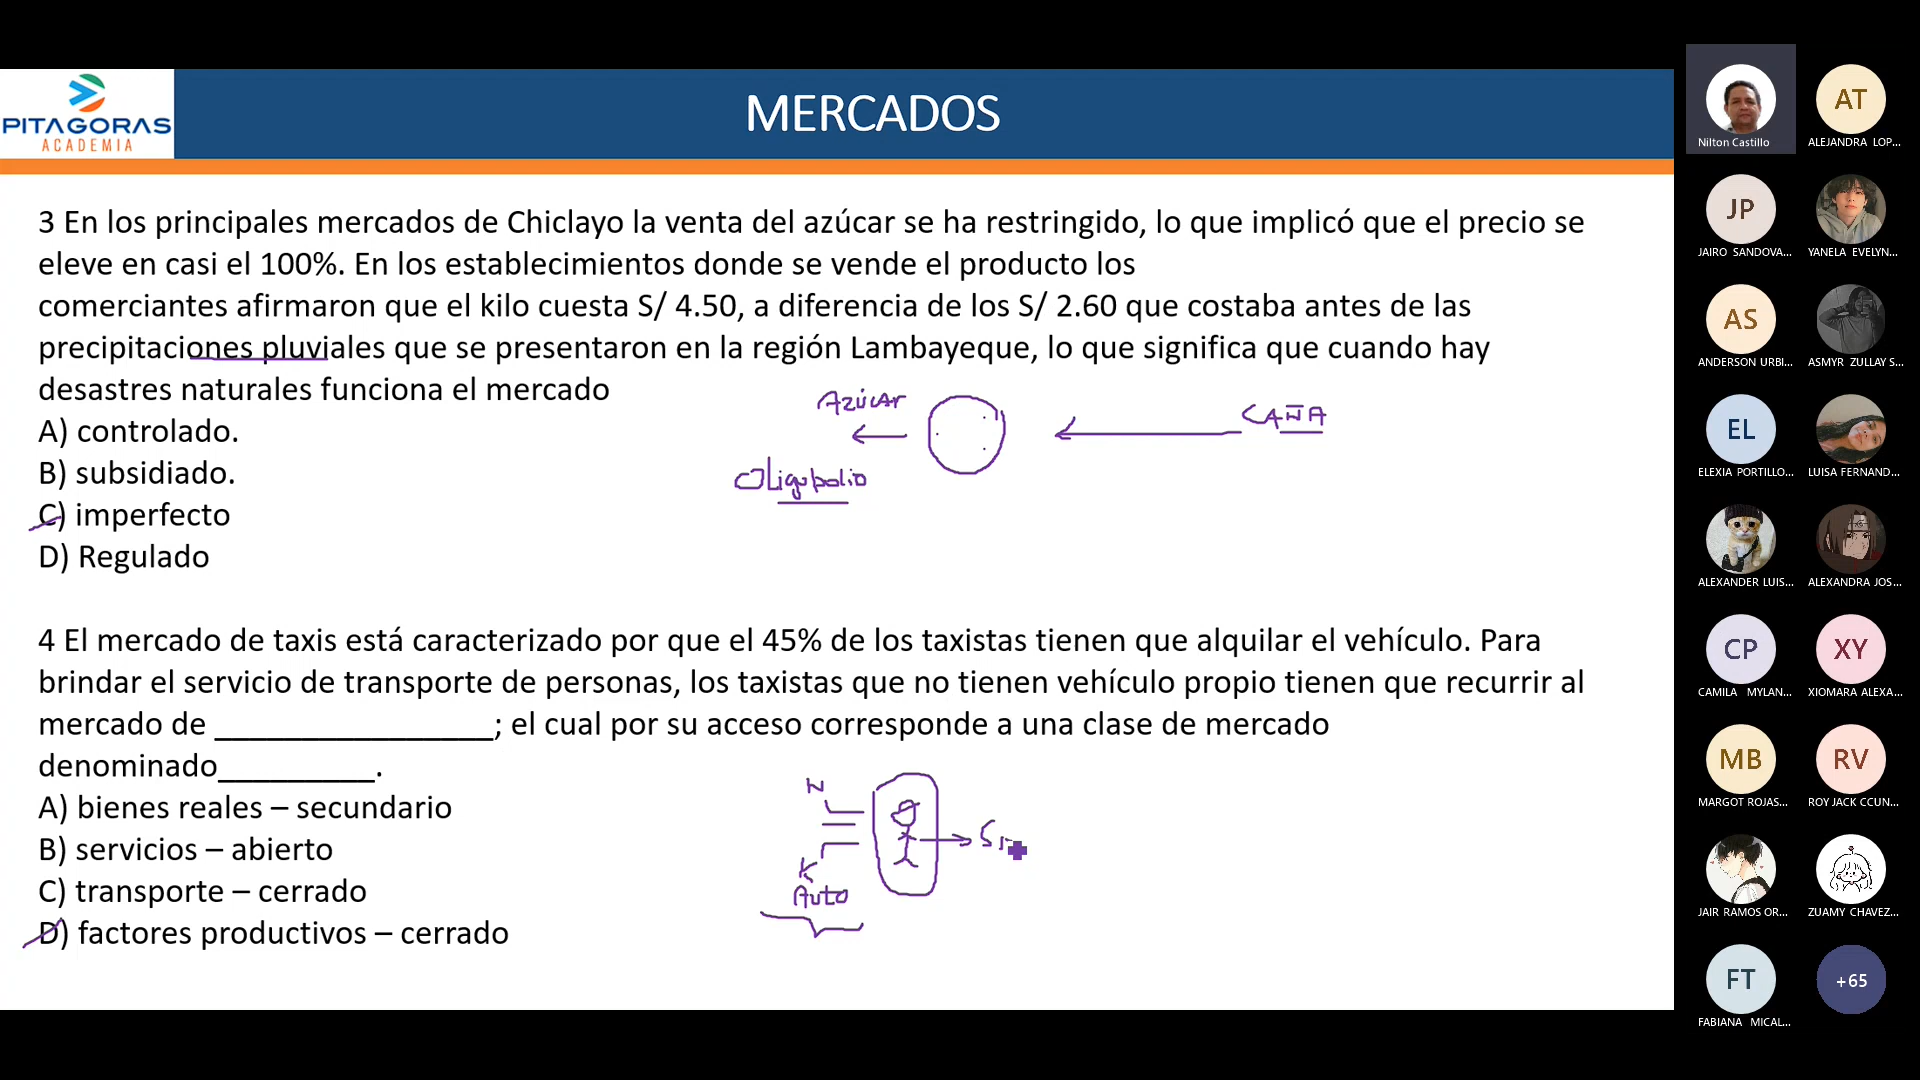 PITAGORAS
ACADEMIA
MERCADOS
3 En los principales mercados de Chiclayo la venta del azúcar se ha restringido, lo que implicó que el precio se
eleve en casi el 100%. En los establecimientos donde se vende el producto los
comerciantes afirmaron que el kilo cuesta S/ 4.50, a diferencia de los S/ 2.60 que costaba antes de las
precipitaciones pluviales que se presentaron en la región Lambayeque, lo que significa que cuando hay
desastres naturales funciona el mercado
A) controlado.
B) subsidiado.
C) imperfecto
D) Regulado
AZÚCAR
CAÑA
Oligopolio
4 El mercado de taxis está caracterizado por que el 45% de los taxistas tienen que alquilar el vehículo. Para
brindar el servicio de transporte de personas, los taxistas que no tienen vehículo propio tienen que recurrir al
mercado de ________________; el cual por su acceso corresponde a una clase de mercado
denominado_________.
A) bienes reales – secundario
B) servicios – abierto
C) transporte – cerrado
D) factores productivos – cerrado
N
K
Auto
Nilton Castillo
AT
ALEJANDRA LOP...
JP
JAIRO SANDOVA...
YANELA EVELYN...
AS
ANDERSON URBI...
ASMYR ZULLAY S...
EL
ELEXIA PORTILLO...
LUISA FERNAND...
ALEXANDER LUIS...
ALEXANDRA JOS...
CP
CAMILA MYLAN...
XY
XIOMARA ALEXA...
MB
MARGOT ROJAS...
RV
ROY JACK CCUN...
JAIR RAMOS OR...
ZUAMY CHAVEZ...
FT
FABIANA MICAL...
+65